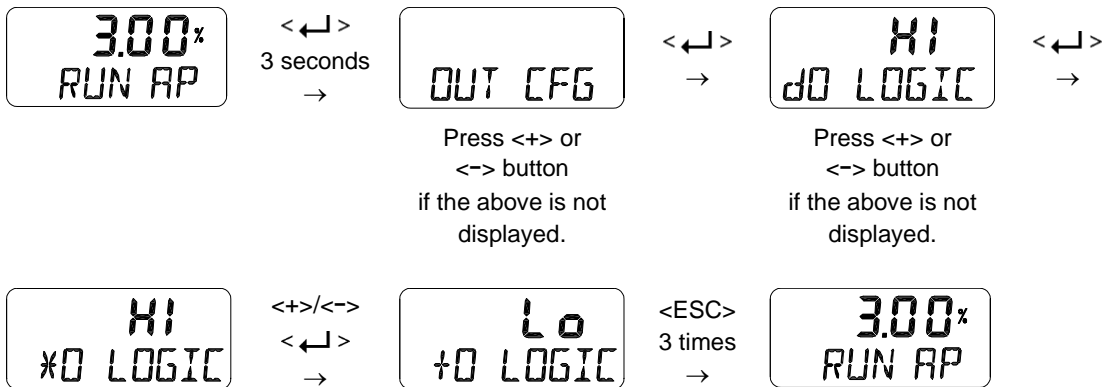 3.00%
RUN AP
<↵>
3 seconds
→
OUT CFG
Press <+> or
<-> button
if the above is not
displayed.
<↵>
→
HI
dO LOGIC
Press <+> or
<-> button
if the above is not
displayed.
<↵>
→
HI
*O LOGIC
<+>/<->
<↵>
→
Lo
+O LOGIC
<ESC>
3 times
→
3.00%
RUN AP